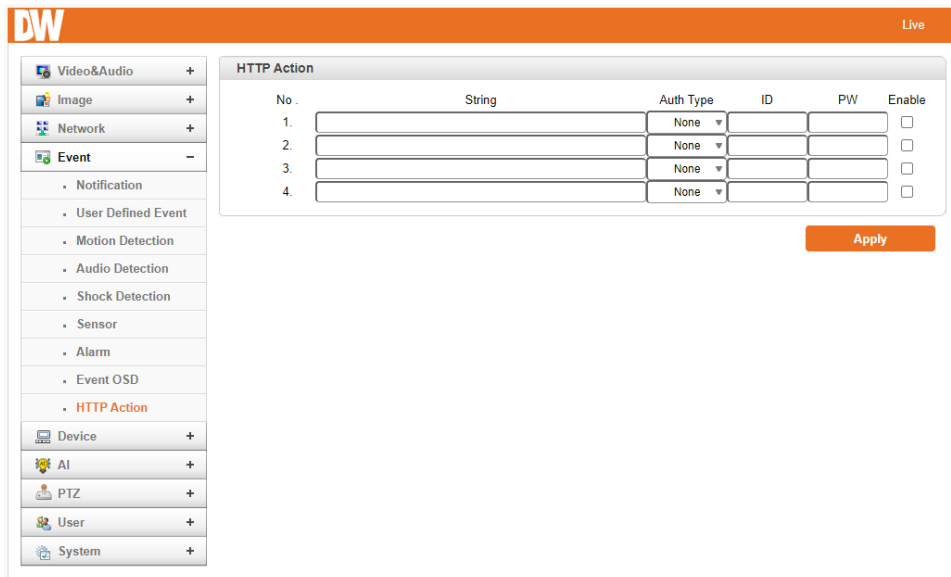 DW
Live
Video&Audio +
Image +
Network +
Event −
. Notification
. User Defined Event
. Motion Detection
. Audio Detection
. Shock Detection
. Sensor
. Alarm
. Event OSD
. HTTP Action
Device +
AI +
PTZ +
User +
System +
HTTP Action
No . String Auth Type ID PW Enable
1. None
2. None
3. None
4. None
Apply